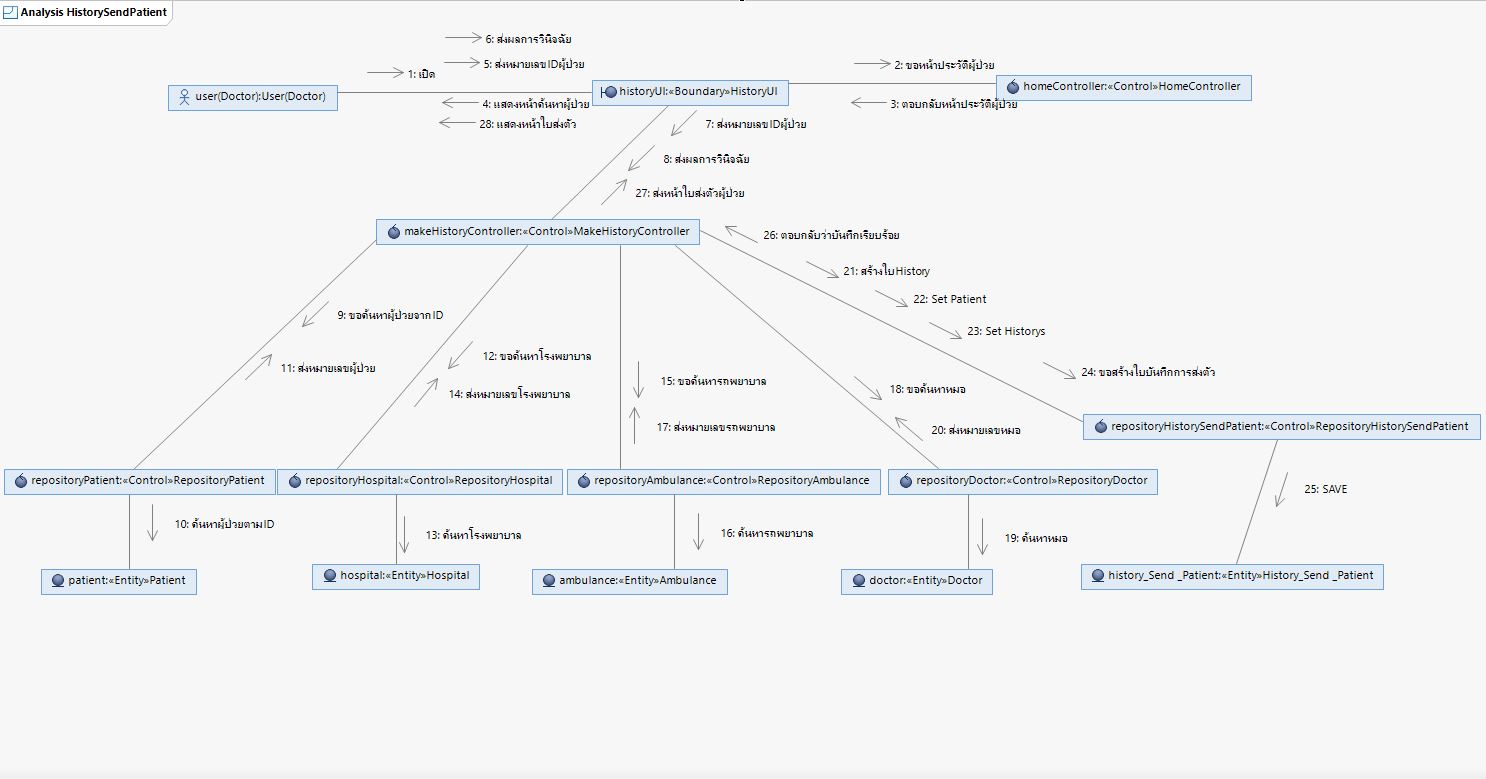 Analysis HistorySendPatient
6: ส่งผลการวินิจฉัย
5: ส่งหมายเลขIDผู้ป่วย
1: เปิด
2: ขอหน้าประวัติผู้ป่วย
user(Doctor):User(Doctor)
historyUI:«Boundary»HistoryUI
homeController:«Control»HomeController
4: แสดงหน้าค้นหาผู้ป่วย
3: ตอบกลับหน้าประวัติผู้ป่วย
28: แสดงหน้าใบส่งตัว
7: ส่งหมายเลขIDผู้ป่วย
8: ส่งผลการวินิจฉัย
27: ส่งหน้าใบส่งตัวผู้ป่วย
makeHistoryController:«Control»MakeHistoryController
26: ตอบกลับว่าบันทึกเรียบร้อย
21: สร้างใบHistory
22: Set Patient
9: ขอค้นหาผู้ป่วยจากID
23: Set Historys
12: ขอค้นหาโรงพยาบาล
11: ส่งหมายเลขผู้ป่วย
24: ขอสร้างใบบันทึกการส่งตัว
15: ขอค้นหารถพยาบาล
18: ขอค้นหาหมอ
14: ส่งหมายเลขโรงพยาบาล
17: ส่งหมายเลขรถพยาบาล
20: ส่งหมายเลขหมอ
repositoryHistorySendPatient:«Control»RepositoryHistorySendPatient
repositoryPatient:«Control»RepositoryPatient
repositoryHospital:«Control»RepositoryHospital
repositoryAmbulance:«Control»RepositoryAmbulance
repositoryDoctor:«Control»RepositoryDoctor
25: SAVE
10: ค้นหาผู้ป่วยตามID
13: ค้นหาโรงพยาบาล
16: ค้นหารถพยาบาล
19: ค้นหาหมอ
patient:«Entity»Patient
hospital:«Entity»Hospital
ambulance:«Entity»Ambulance
doctor:«Entity»Doctor
history_Send _Patient:«Entity»History_Send _Patient